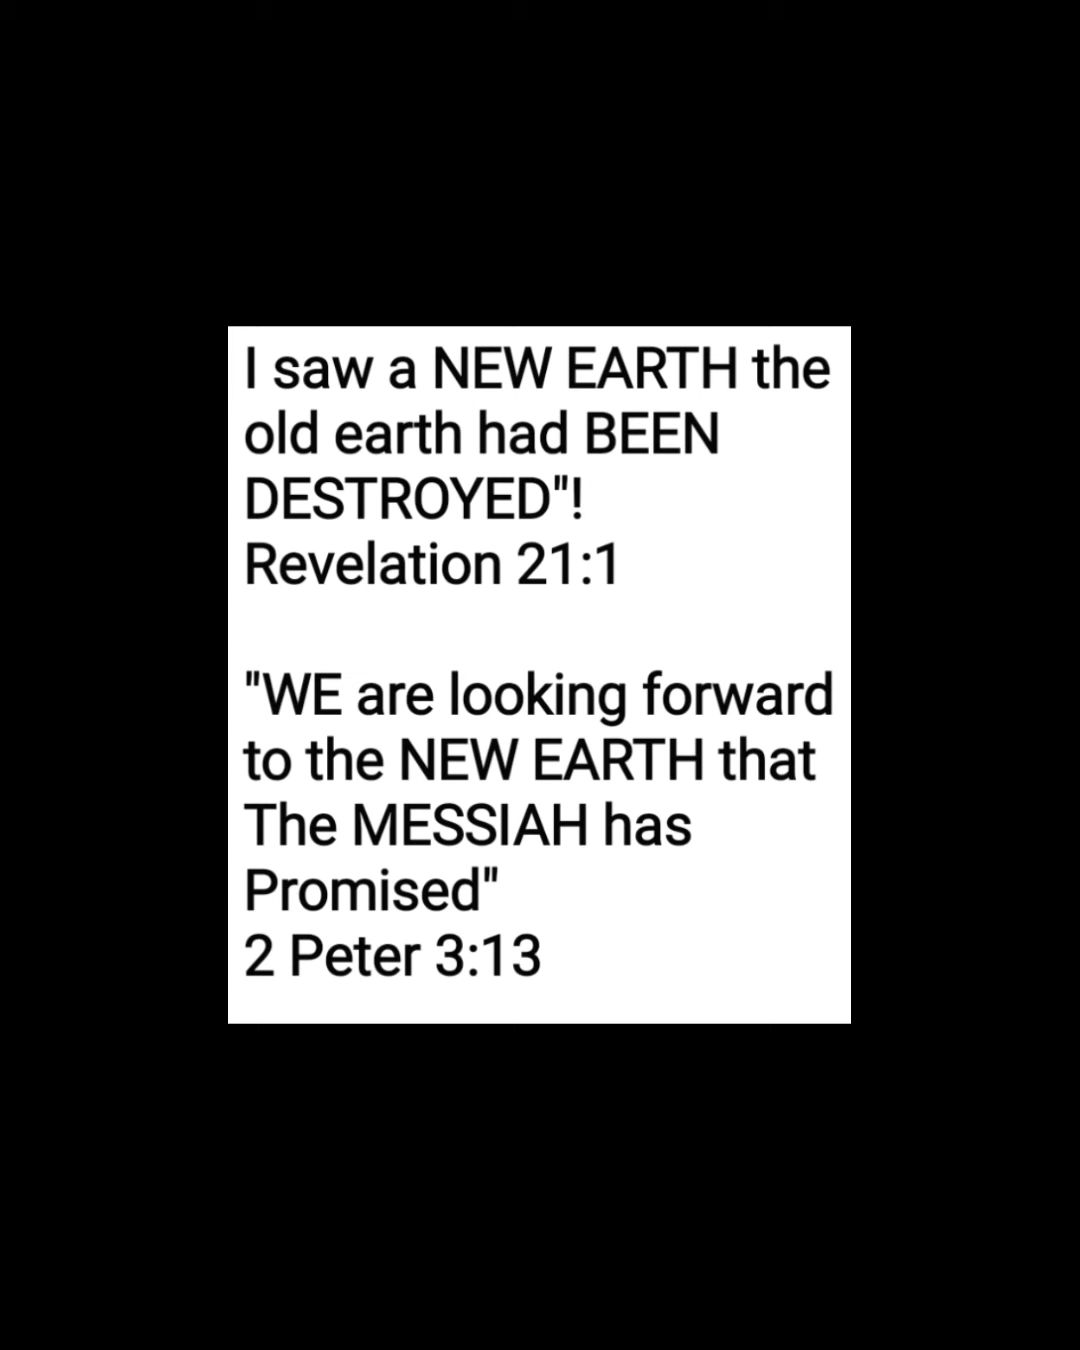 I saw a NEW EARTH the
old earth had BEEN
DESTROYED"!
Revelation 21:1
"WE are looking forward
to the NEW EARTH that
The MESSIAH has
Promised"
2 Peter 3:13